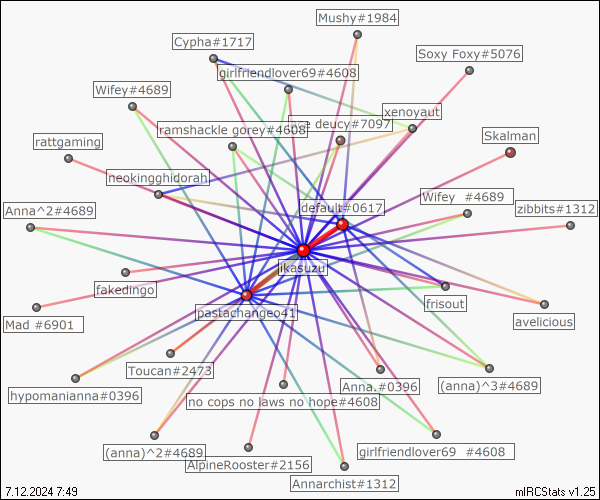 Mushy#1984
Cypha#1717
Soxy Foxy#5076
girlfriendlover69#4608
Wifey#4689
xenoyaut
ce deucy#7097
ramshackle gorey#4608
Skalman
rattgaming
neokingghidorah
Wifey  #4689
default#0617
zibbits#1312
Anna^2#4689
jikasuzu
fakedingo
frisout
pastachangeo41
avelicious
Mad #6901
Toucan#2473
Anna.#0396
(anna)^3#4689
hypomanianna#0396
no cops no laws no hope#4608
(anna)^2#4689
girlfriendlover69  #4608
AlpineRooster#2156
Annarchist#1312
7.12.2024 7:49
mIRCStats v1.25